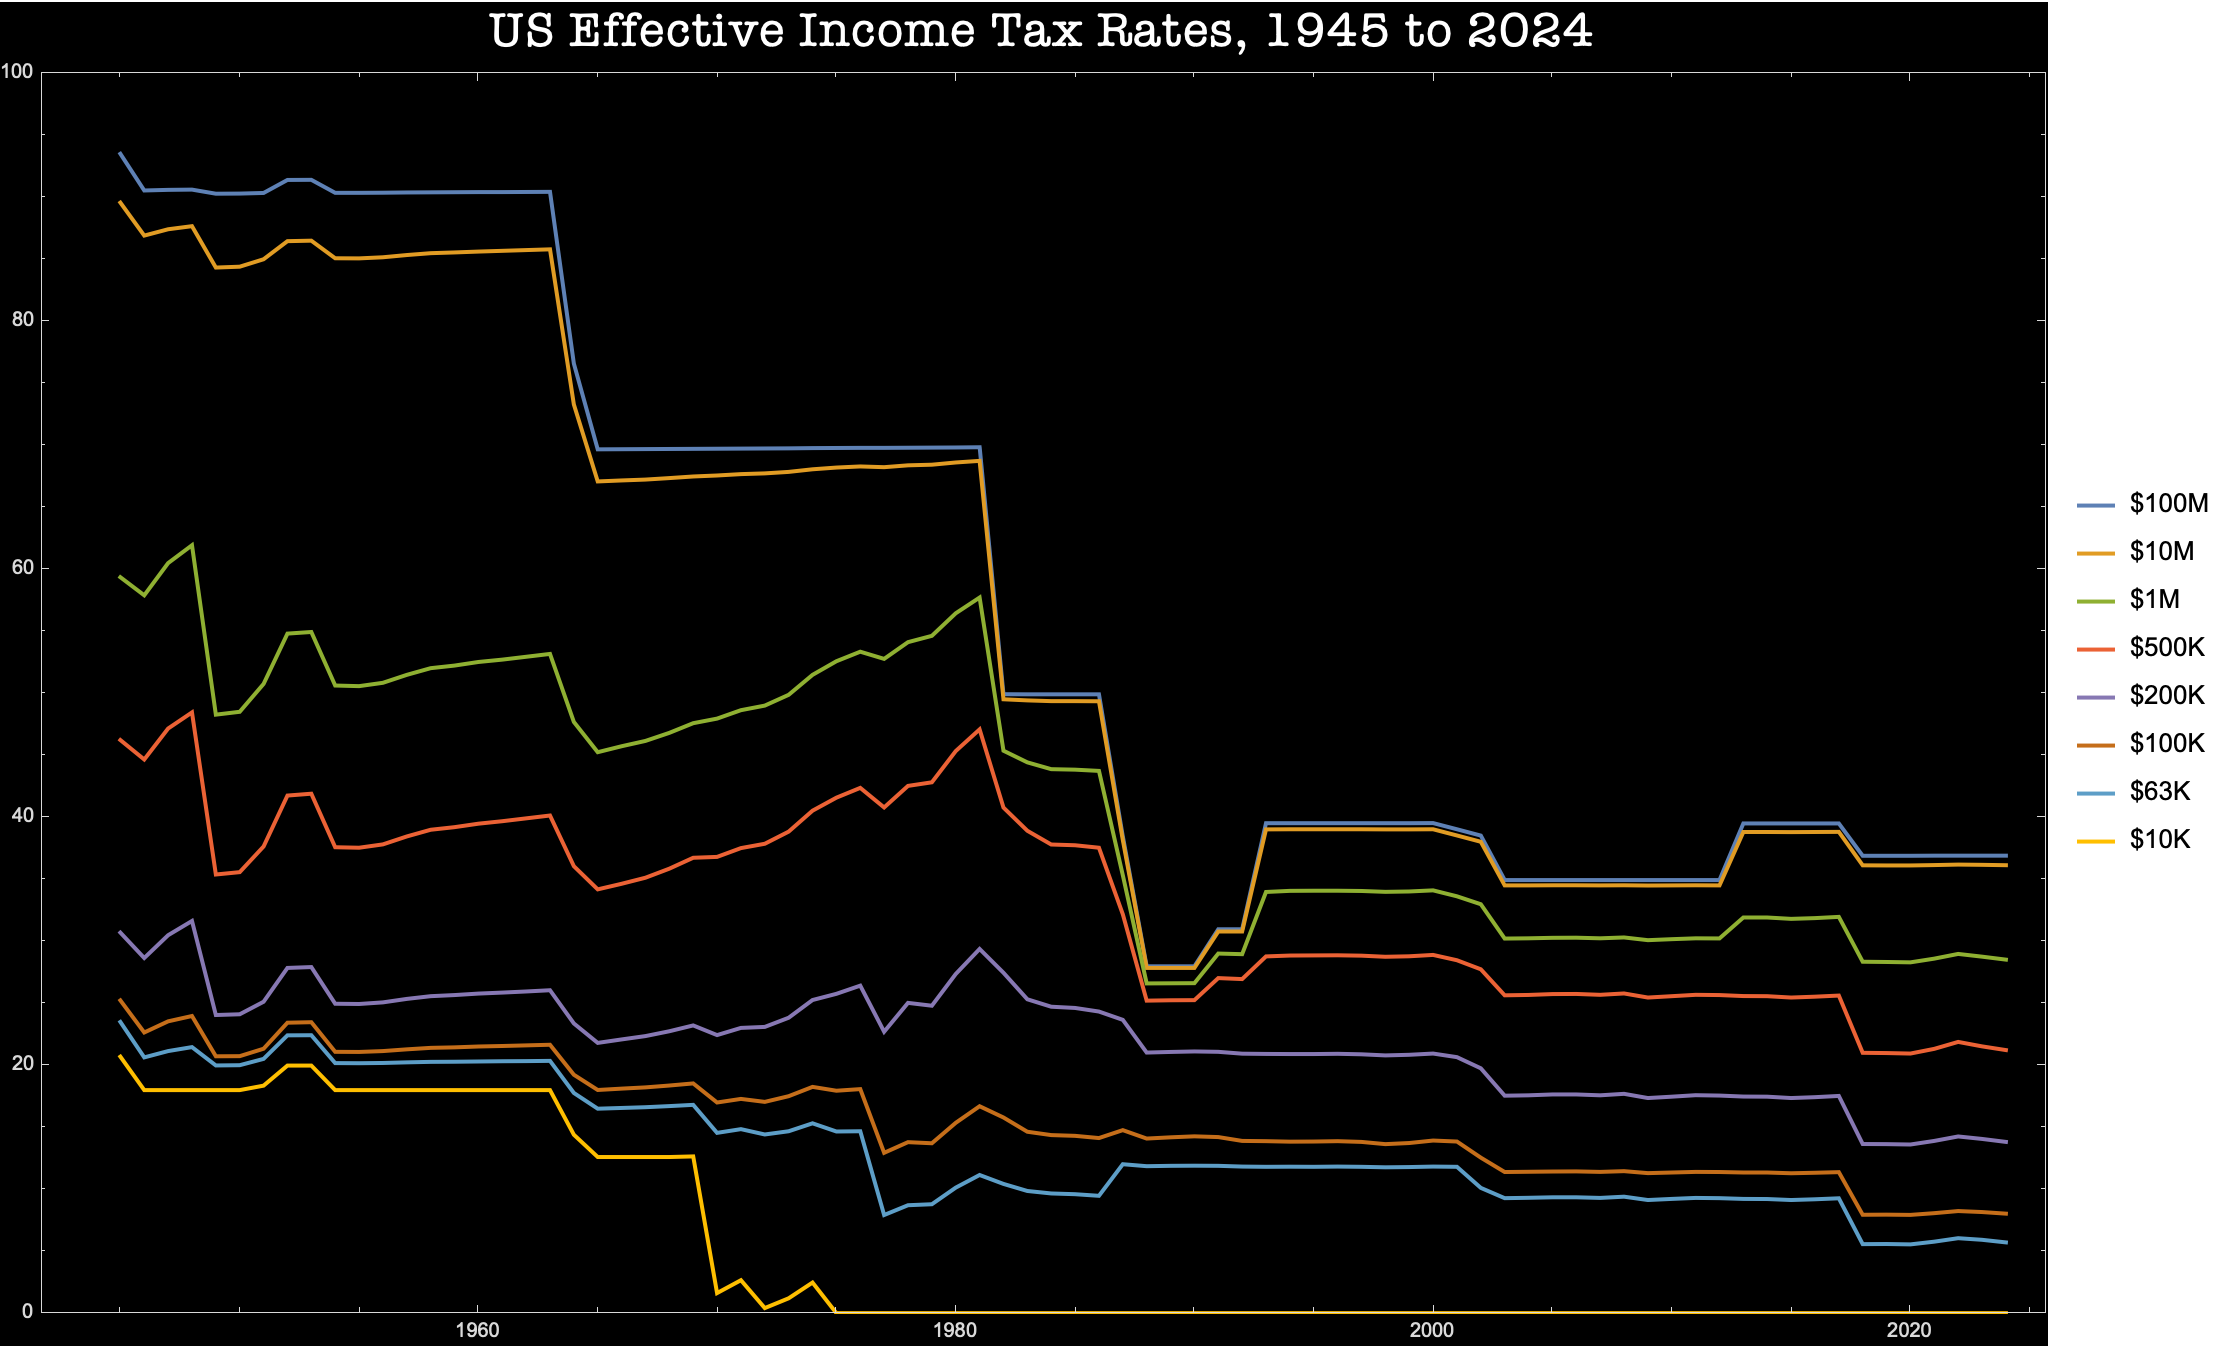 US Effective Income Tax Rates, 1945 to 2024
100
80
60
40
20
0
1960
1980
2000
2020
$100M
$10M
$1M
$500K
$200K
$100K
$63K
$10K